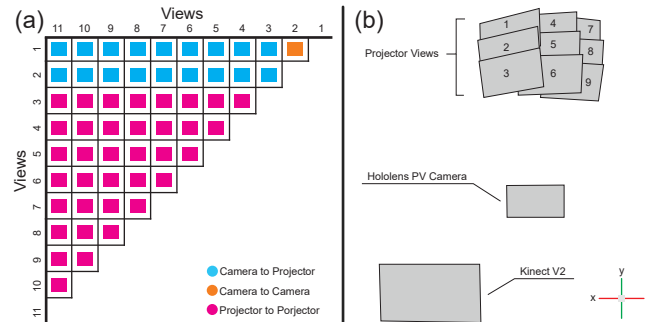 (a)
Views
11 10 9 8 7 6 5 4 3 2 1
Views
1
2
3
4
5
6
7
8
9
10
11
Camera to Projector
Camera to Camera
Projector to Porjector
(b)
Projector Views
1 4 7
2 5 8
3 6 9
Hololens PV Camera
Kinect V2
y
x